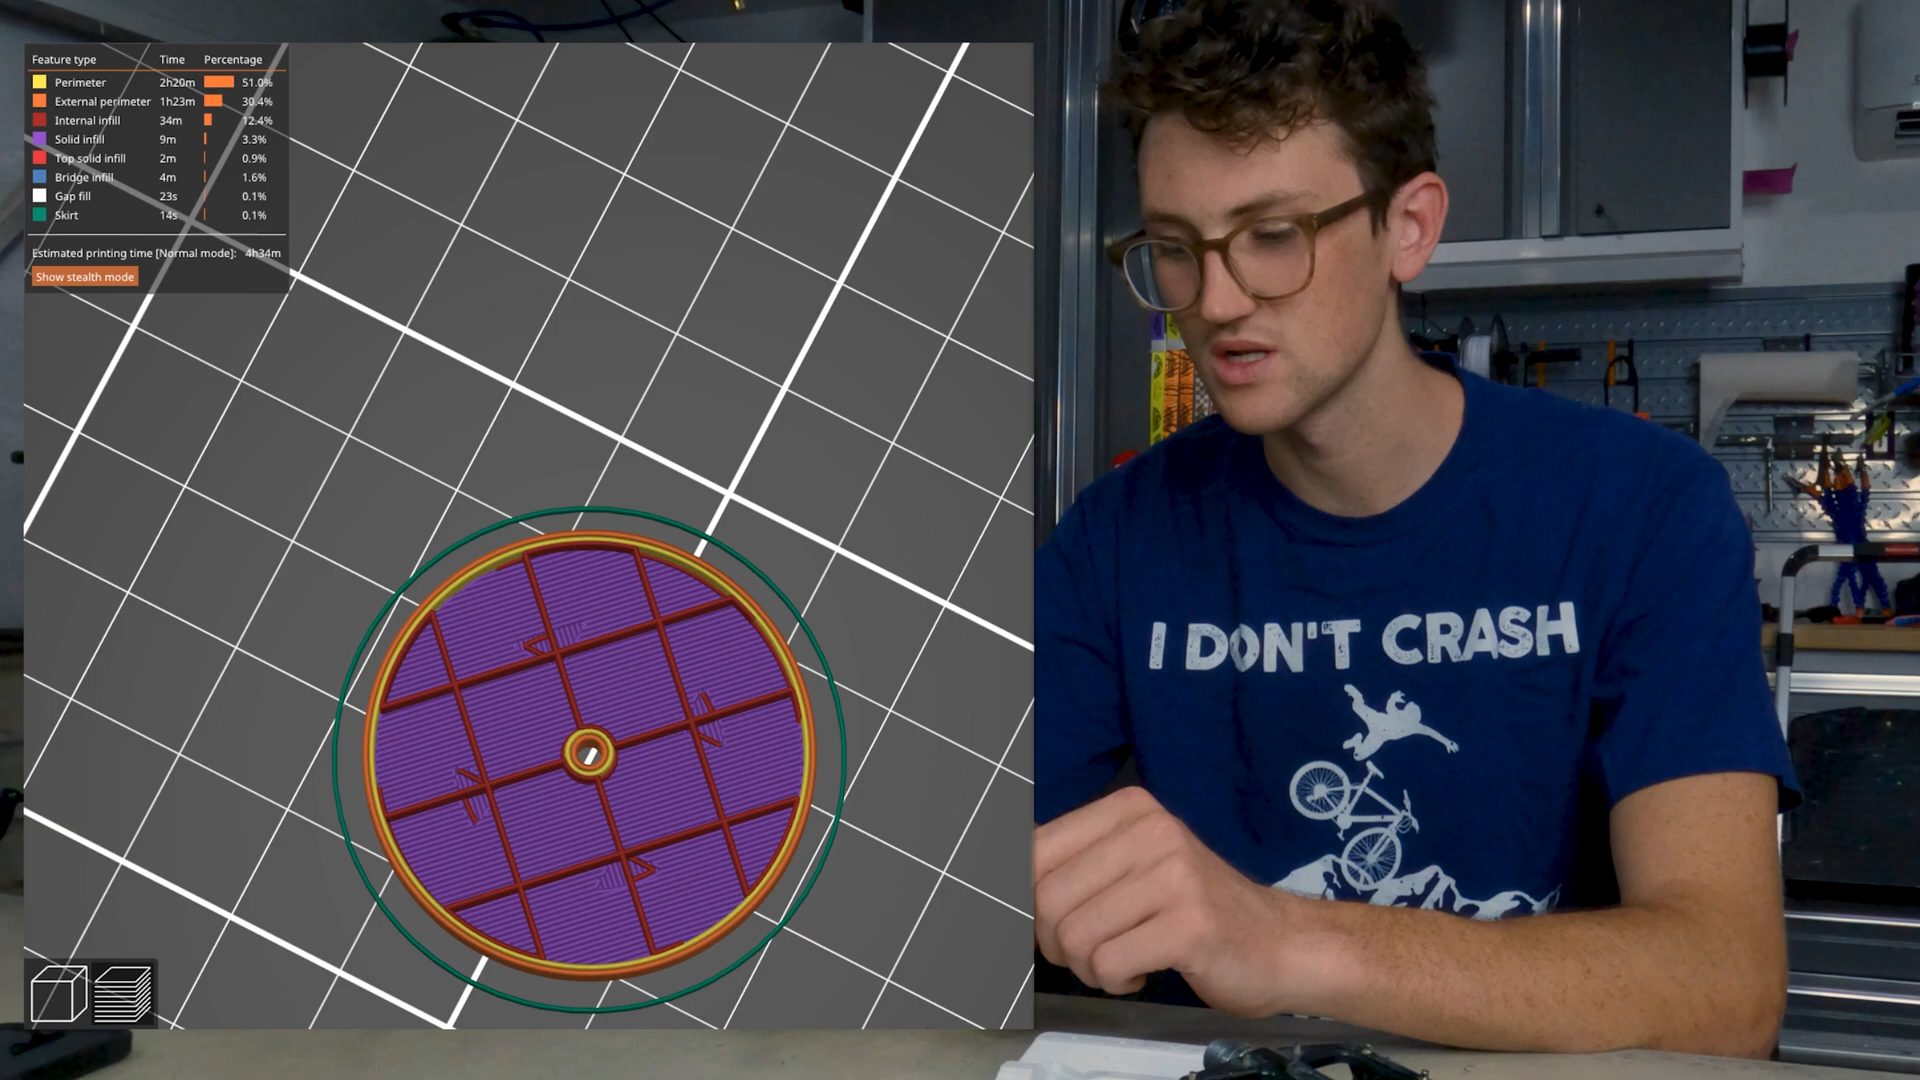 Feature type Time Percentage
Perimeter 2h20m 51.0%
External perimeter 1h23m 30.4%
Internal infill 34m 12.4%
Solid infill 9m 3.3%
Top solid infill 2m 0.9%
Bridge infill 4m 1.6%
Gap fill 23s 0.1%
Skirt 14s 0.1%
Estimated printing time [Normal mode]: 4h34m
Show stealth mode
I DON'T CRASH